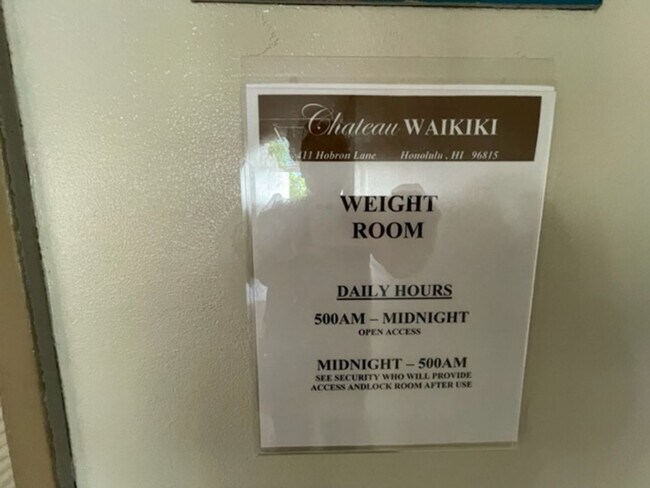 Chateau WAIKIKI
411 Hobron Lane Honolulu , HI 96815
WEIGHT
ROOM
DAILY HOURS
500AM – MIDNIGHT
OPEN ACCESS
MIDNIGHT – 500AM
SEE SECURITY WHO WILL PROVIDE
ACCESS ANDLOCK ROOM AFTER USE